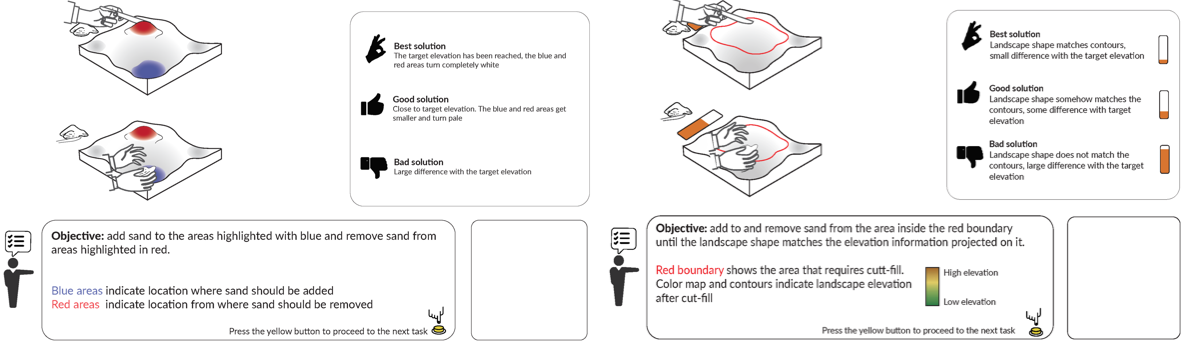 Best solution
The target elevation has been reached, the blue and
red areas turn completely white
Good solution
Close to target elevation. The blue and red areas get
smaller and turn pale
Bad solution
Large difference with the target elevation
Objective: add sand to the areas highlighted with blue and remove sand from
areas highlighted in red.
Blue areas indicate location where sand should be added
Red areas indicate location from where sand should be removed
Press the yellow button to proceed to the next task
Best solution
Landscape shape matches contours,
small difference with the target elevation
Good solution
Landscape shape somehow matches the
contours, some difference with target
elevation
Bad solution
Landscape shape does not match the
contours, large difference with the target
elevation
Objective: add to and remove sand from the area inside the red boundary
until the landscape shape matches the elevation information projected on it.
Red boundary shows the area that requires cutt-fill.
Color map and contours indicate landscape elevation
after cut-fill
High elevation
Low elevation
Press the yellow button to proceed to the next task